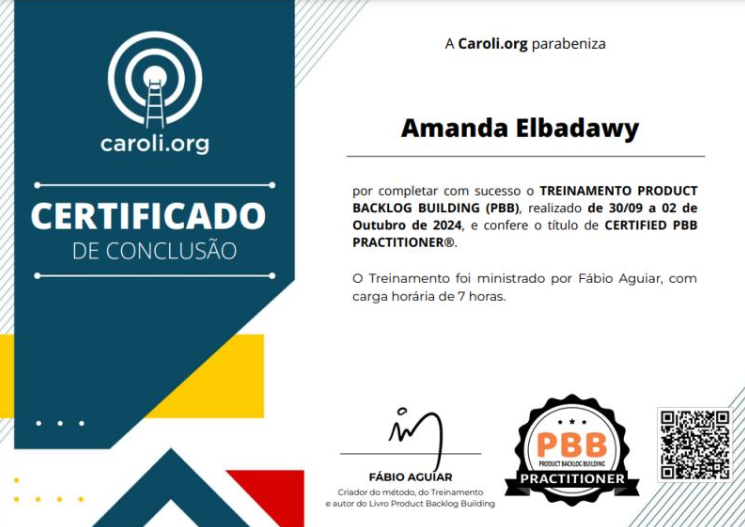 caroli.org
CERTIFICADO
DE CONCLUSÃO
A Caroli.org parabeniza
Amanda Elbadawy
por completar com sucesso o TREINAMENTO PRODUCT
BACKLOG BUILDING (PBB), realizado de 30/09 a 02 de
Outubro de 2024, e confere o título de CERTIFIED PBB
PRACTITIONER®.
O Treinamento foi ministrado por Fábio Aguiar, com
carga horária de 7 horas.
FÁBIO AGUIAR
Criador do método, do Treinamento
e autor do Livro Product Backlog Building
PBB
PRODUCT BACKLOG BUILDING
PRACTITIONER